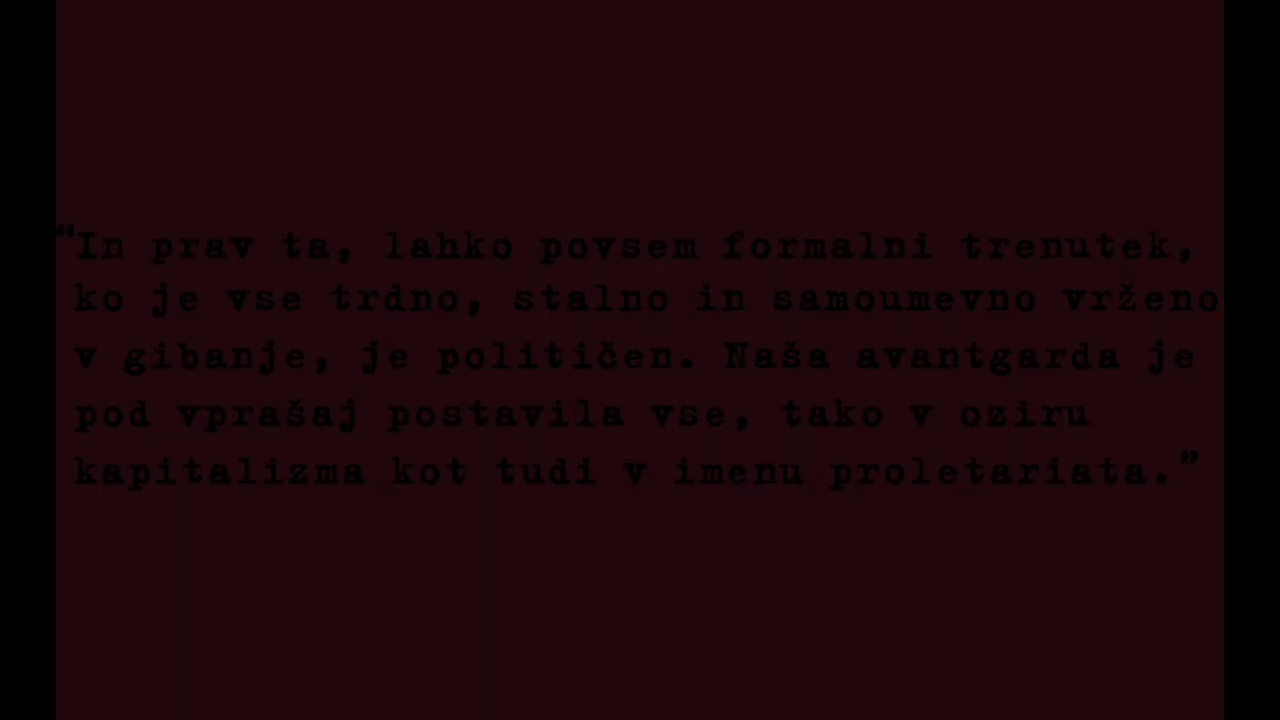 “In prav ta, lahko povsem formalni trenutek,
ko je vse trdno, stalno in samoumevno vrženo
v gibanje, je političen. Naša avantgarda je
pod vprašaj postavila vse, tako v oziru
kapitalizma kot tudi v imenu proletariata.”